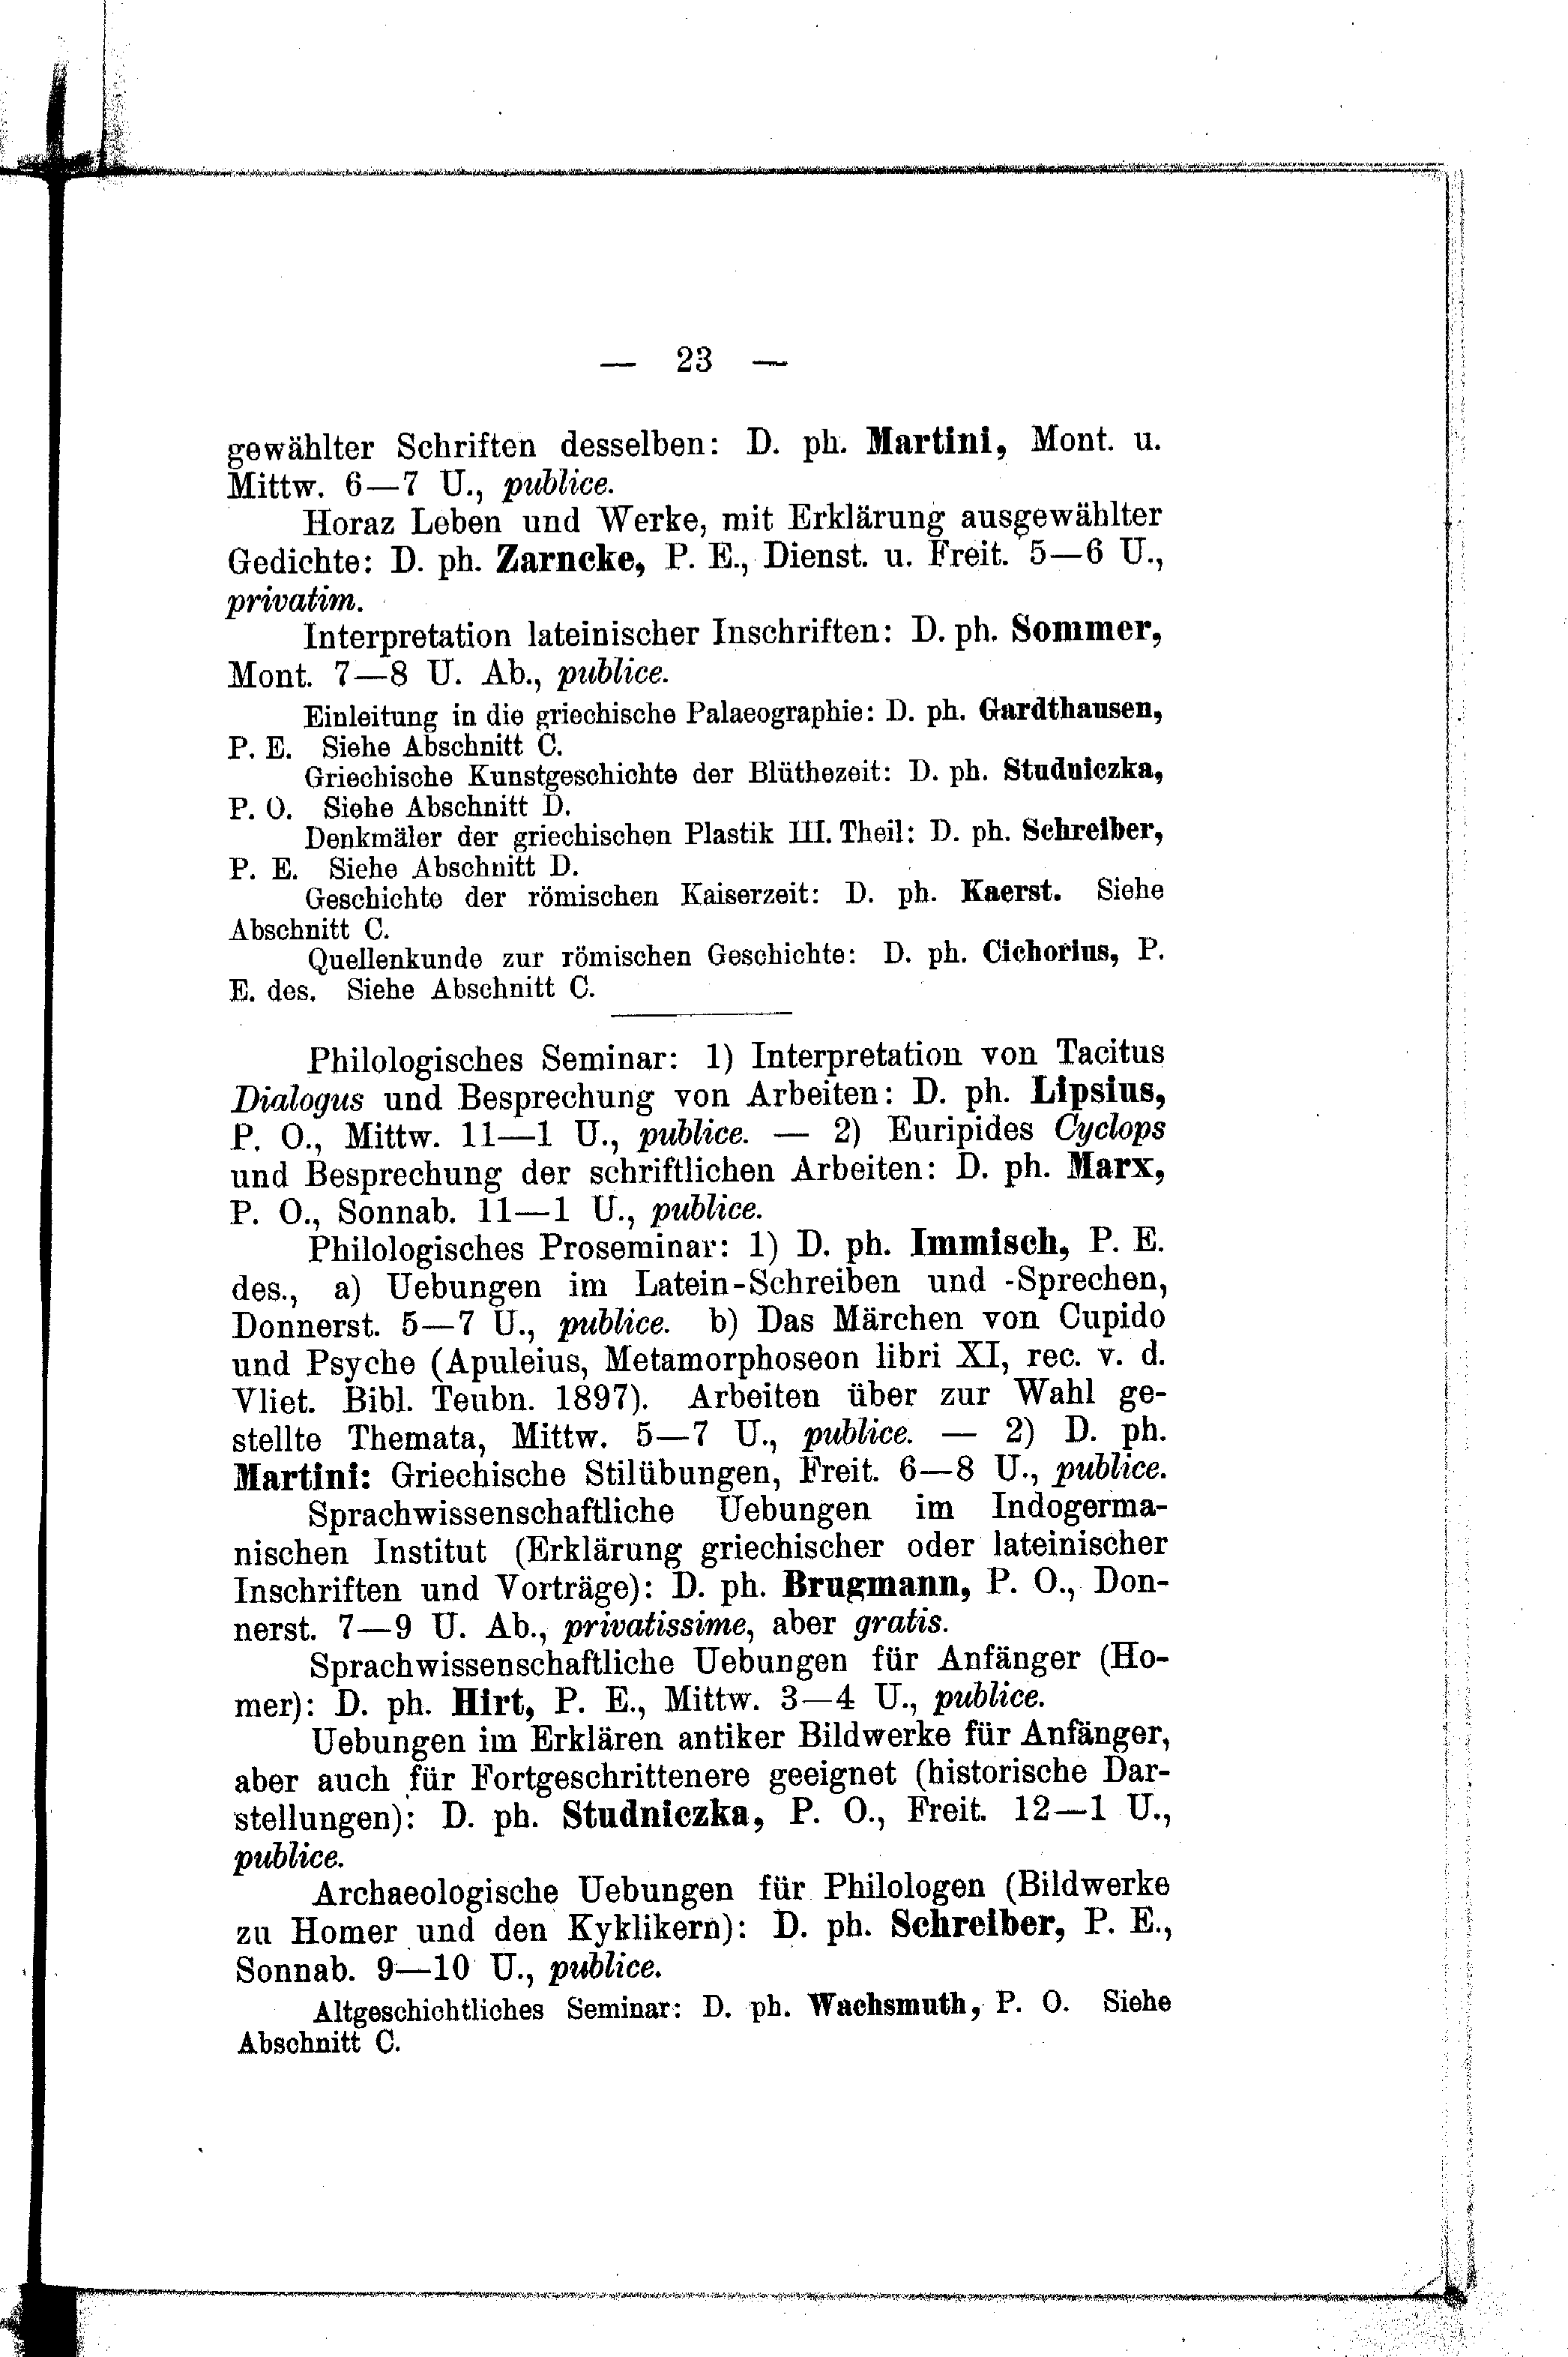 — 23 —
gewählter Schriften desselben: D. ph. Martini, Mont. u.
Mittw. 6—7 U., publice.
Horaz Leben und Werke, mit Erklärung ausgewählter
Gedichte: D. ph. Zarncke, P. E., Dienst. u. Freit. 5—6 U.,
privatim.
Interpretation lateinischer Inschriften: D. ph. Sommer,
Mont. 7—8 U. Ab., publice.
Einleitung in die griechische Palaeographie: D. ph. Gardthausen,
P. E. Siehe Abschnitt C.
Griechische Kunstgeschichte der Blüthezeit: D. ph. Studniczka,
P. O. Siehe Abschnitt D.
Denkmäler der griechischen Plastik III. Theil: D. ph. Schreiber,
P. E. Siehe Abschnitt D.
Geschichte der römischen Kaiserzeit: D. ph. Kaerst. Siehe
Abschnitt C.
Quellenkunde zur römischen Geschichte: D. ph. Cichorius, P.
E. des. Siehe Abschnitt C.
Philologisches Seminar: 1) Interpretation von Tacitus
Dialogus und Besprechung von Arbeiten: D. ph. Lipsius,
P. O., Mittw. 11—1 U., publice. — 2) Euripides Cyclops
und Besprechung der schriftlichen Arbeiten: D. ph. Marx,
P. O., Sonnab. 11—1 U., publice.
Philologisches Proseminar: 1) D. ph. Immisch, P. E.
des., a) Uebungen im Latein-Schreiben und -Sprechen,
Donnerst. 5—7 U., publice. b) Das Märchen von Cupido
und Psyche (Apuleius, Metamorphoseon libri XI, rec. v. d.
Vliet. Bibl. Teubn. 1897). Arbeiten über zur Wahl ge-
stellte Themata, Mittw. 5—7 U., publice. — 2) D. ph.
Martini: Griechische Stilübungen, Freit. 6—8 U., publice.
Sprachwissenschaftliche Uebungen im Indogerma-
nischen Institut (Erklärung griechischer oder lateinischer
Inschriften und Vorträge): D. ph. Brugmann, P. O., Don-
nerst. 7—9 U. Ab., privatissime, aber gratis.
Sprachwissenschaftliche Uebungen für Anfänger (Ho-
mer): D. ph. Hirt, P. E., Mittw. 3—4 U., publice.
Uebungen im Erklären antiker Bildwerke für Anfänger,
aber auch für Fortgeschrittenere geeignet (historische Dar-
stellungen): D. ph. Studniczka, P. O., Freit. 12—1 U.,
publice.
Archaeologische Uebungen für Philologen (Bildwerke
zu Homer und den Kyklikern): D. ph. Schreiber, P. E.,
Sonnab. 9—10 U., publice.
Altgeschichtliches Seminar: D. ph. Wachsmuth, P. O. Siehe
Abschnitt C.